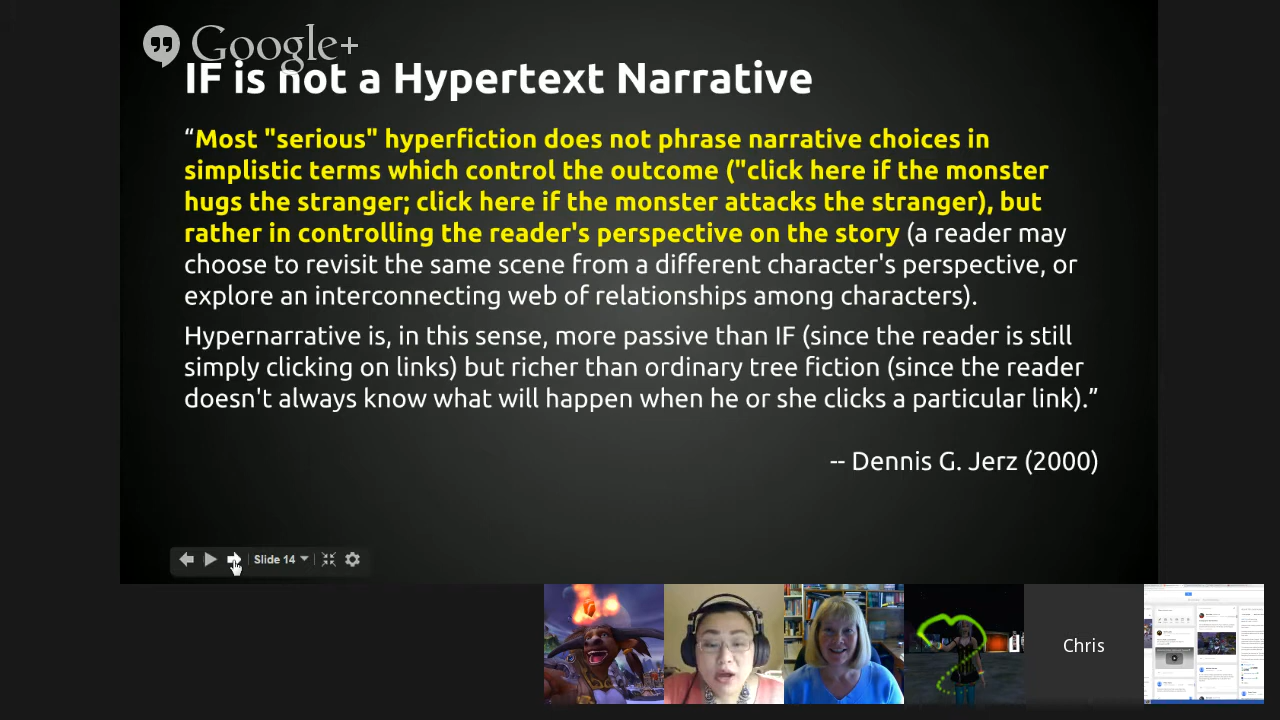 Google+
IF is not a Hypertext Narrative
“Most "serious" hyperfiction does not phrase narrative choices in
simplistic terms which control the outcome ("click here if the monster
hugs the stranger; click here if the monster attacks the stranger), but
rather in controlling the reader's perspective on the story (a reader may
choose to revisit the same scene from a different character's perspective, or
explore an interconnecting web of relationships among characters).
Hypernarrative is, in this sense, more passive than IF (since the reader is still
simply clicking on links) but richer than ordinary tree fiction (since the reader
doesn't always know what will happen when he or she clicks a particular link).”
-- Dennis G. Jerz (2000)
Slide 14
Chris